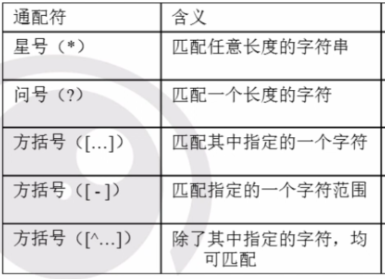 通配符 含义
星号（*） 匹配任意长度的字符串
问号（?） 匹配一个长度的字符
方括号（[…]） 匹配其中指定的一个字符
方括号（[ - ]） 匹配指定的一个字符范围
方括号（[^…]） 除了其中指定的字符，均
可匹配